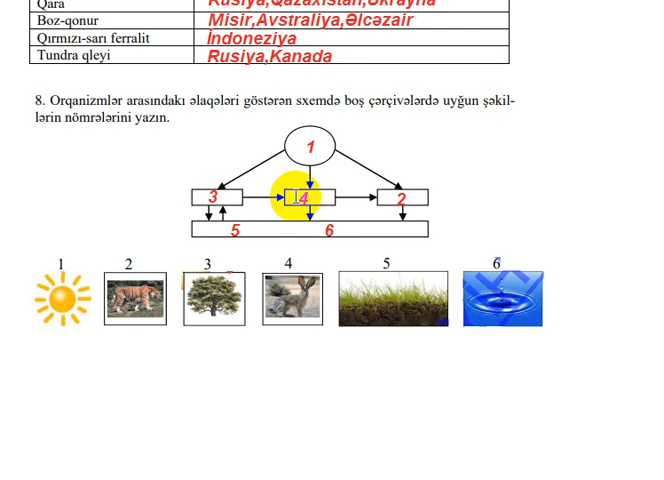 Qara Rusiya,Qazaxıstan,Ukrayna
Boz-qonur Misir,Avstraliya,Əlcəzair
Qırmızı-sarı ferralit İndoneziya
Tundra qleyi Rusiya,Kanada
8. Orqanizmlər arasındakı əlaqələri göstərən sxemdə boş çərçivələrdə uyğun şəkil-
lərin nömrələrini yazın.
1
3 4 2
5 6
1 2 3 4 5 6